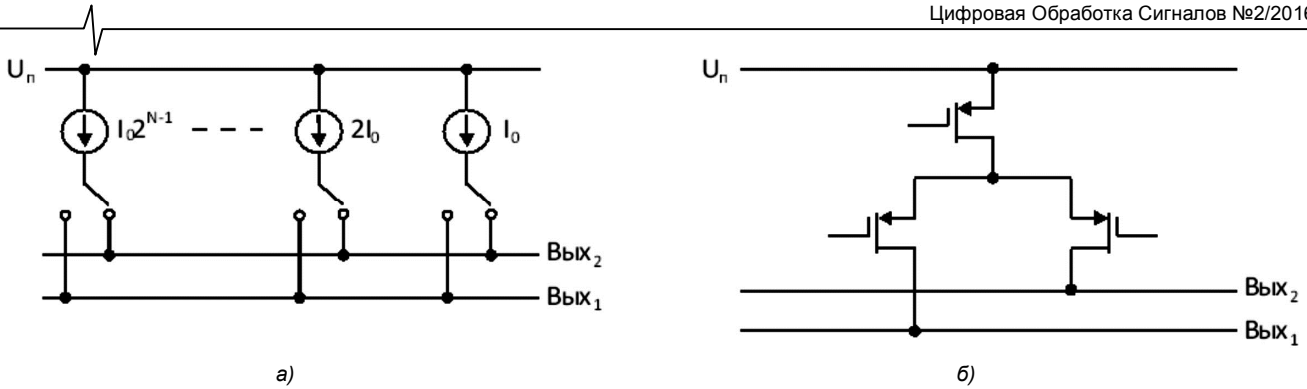 Цифровая Обработка Сигналов №2/2016
Uп
I₀2ᴺ⁻¹
2I₀
I₀
Вых₂
Вых₁
а)
Uп
Вых₂
Вых₁
б)